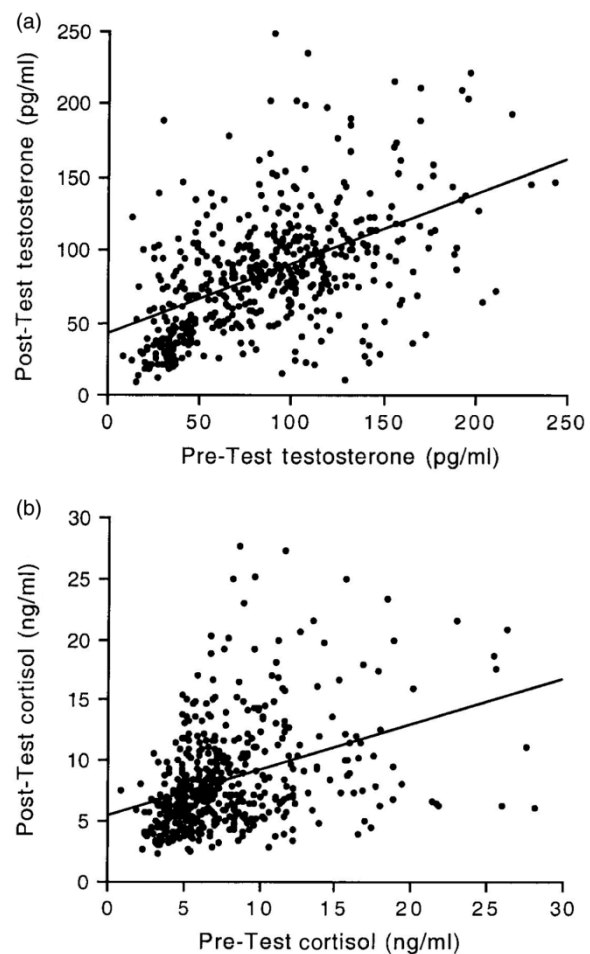 (a)
250
200
150
100
50
0
Post-Test testosterone (pg/ml)
0 50 100 150 200 250
Pre-Test testosterone (pg/ml)
(b)
30
25
20
15
10
5
0
Post-Test cortisol (ng/ml)
0 5 10 15 20 25 30
Pre-Test cortisol (ng/ml)